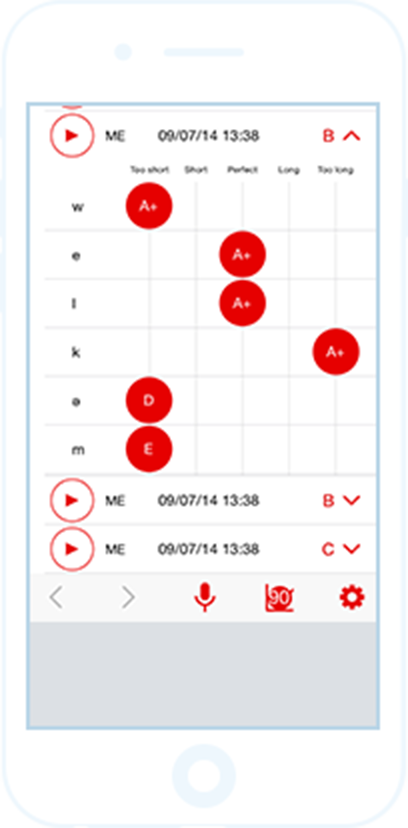 ME 09/07/14 13:38 B
Too short Short Perfect Long Too long
w A+
e A+
l A+
k A+
ə D
m E
ME 09/07/14 13:38 B
ME 09/07/14 13:38 C
90